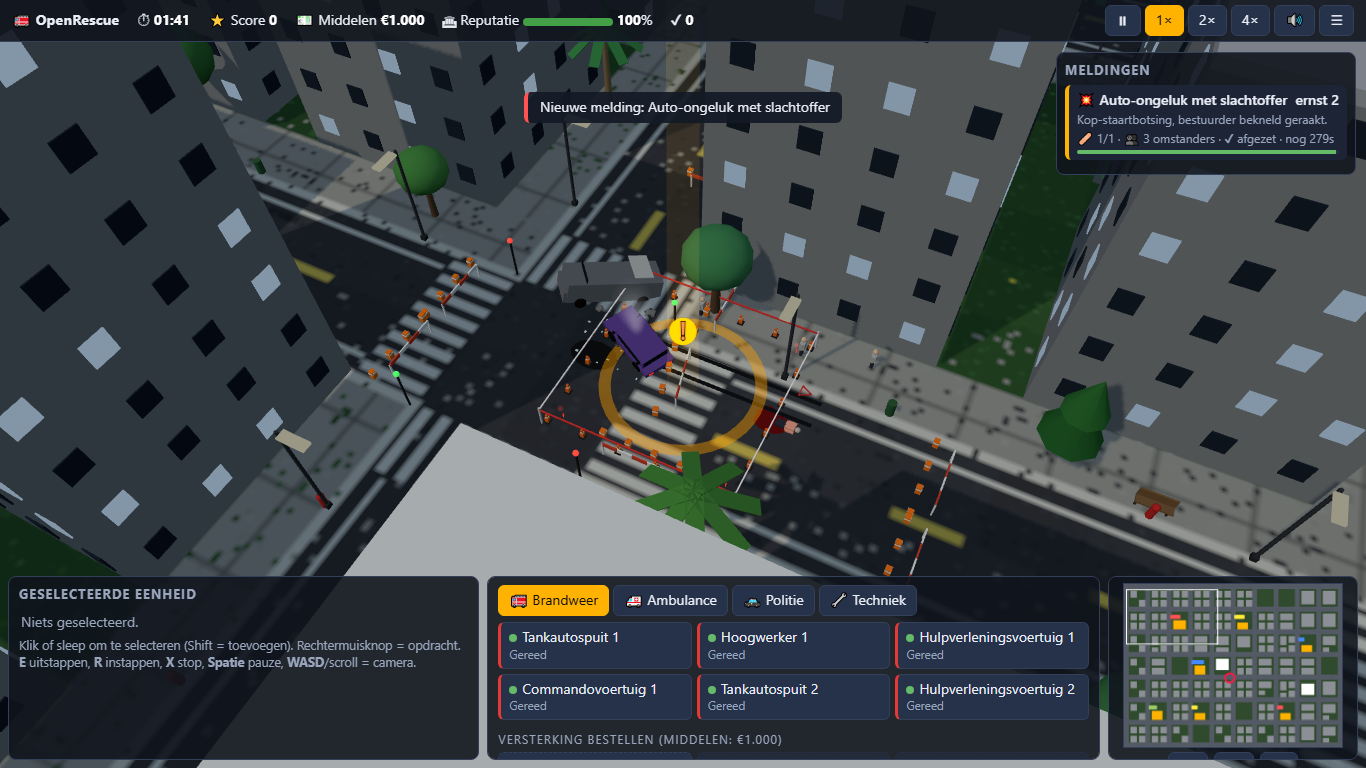 OpenRescue
01:41
Score 0
Middelen €1.000
Reputatie
100%
✓ 0
1×
2×
4×
Nieuwe melding: Auto-ongeluk met slachtoffer
MELDINGEN
Auto-ongeluk met slachtoffer ernst 2
Kop-staartbotsing, bestuurder bekneld geraakt.
1/1 · 3 omstanders · ✓ afgezet · nog 279s
GESELECTEERDE EENHEID
Niets geselecteerd.
Klik of sleep om te selecteren (Shift = toevoegen). Rechtermuisknop = opdracht.
E uitstappen, R instappen, X stop, Spatie pauze, WASD/scroll = camera.
Brandweer
Ambulance
Politie
Techniek
Tankautospuit 1
Gereed
Hoogwerker 1
Gereed
Hulpverleningsvoertuig 1
Gereed
Commandovoertuig 1
Gereed
Tankautospuit 2
Gereed
Hulpverleningsvoertuig 2
Gereed
VERSTERKING BESTELLEN (MIDDELEN: €1.000)